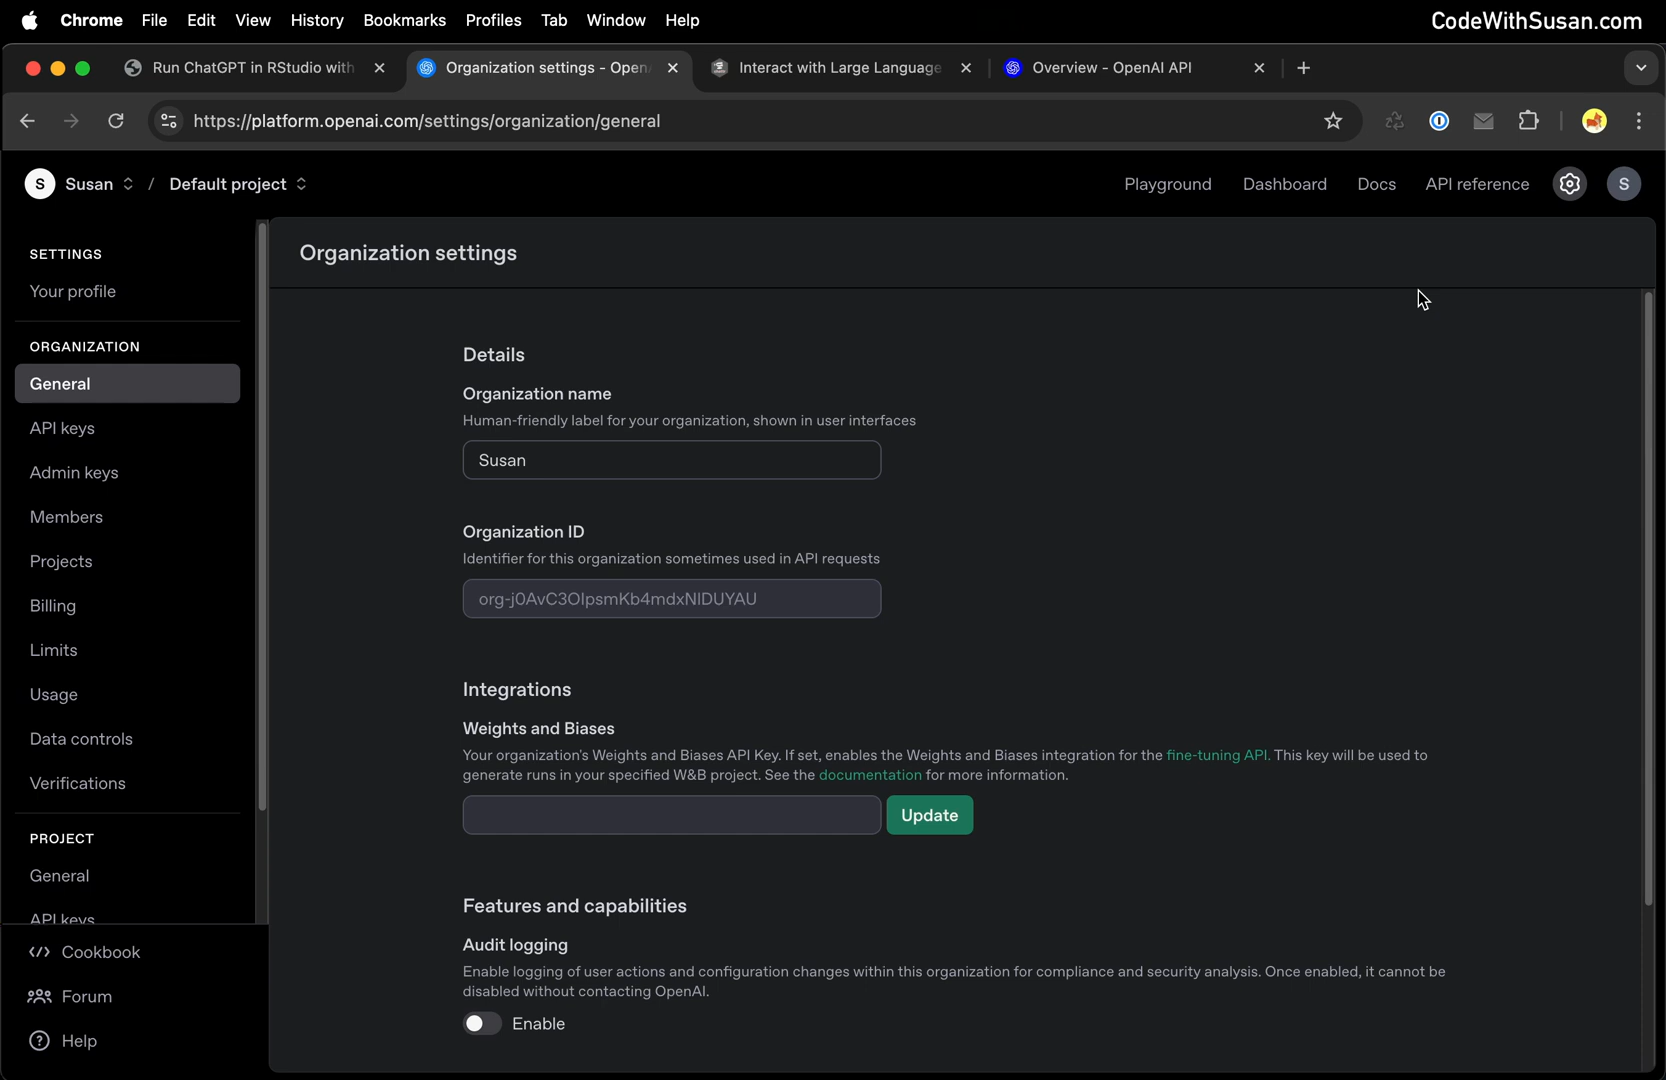 Chrome File Edit View History Bookmarks Profiles Tab Window Help
CodeWithSusan.com
Run ChatGPT in RStudio with
Organization settings - Open
Interact with Large Language
Overview - OpenAI API
https://platform.openai.com/settings/organization/general
S Susan / Default project
Playground Dashboard Docs API reference S
SETTINGS
Your profile
ORGANIZATION
General
API keys
Admin keys
Members
Projects
Billing
Limits
Usage
Data controls
Verifications
PROJECT
General
API keys
Cookbook
Forum
Help
Organization settings
Details
Organization name
Human-friendly label for your organization, shown in user interfaces
Susan
Organization ID
Identifier for this organization sometimes used in API requests
org-j0AvC3OlpsmKb4mdxNlDUYAU
Integrations
Weights and Biases
Your organization's Weights and Biases API Key. If set, enables the Weights and Biases integration for the fine-tuning API. This key will be used to
generate runs in your specified W&B project. See the documentation for more information.
Update
Features and capabilities
Audit logging
Enable logging of user actions and configuration changes within this organization for compliance and security analysis. Once enabled, it cannot be
disabled without contacting OpenAI.
Enable